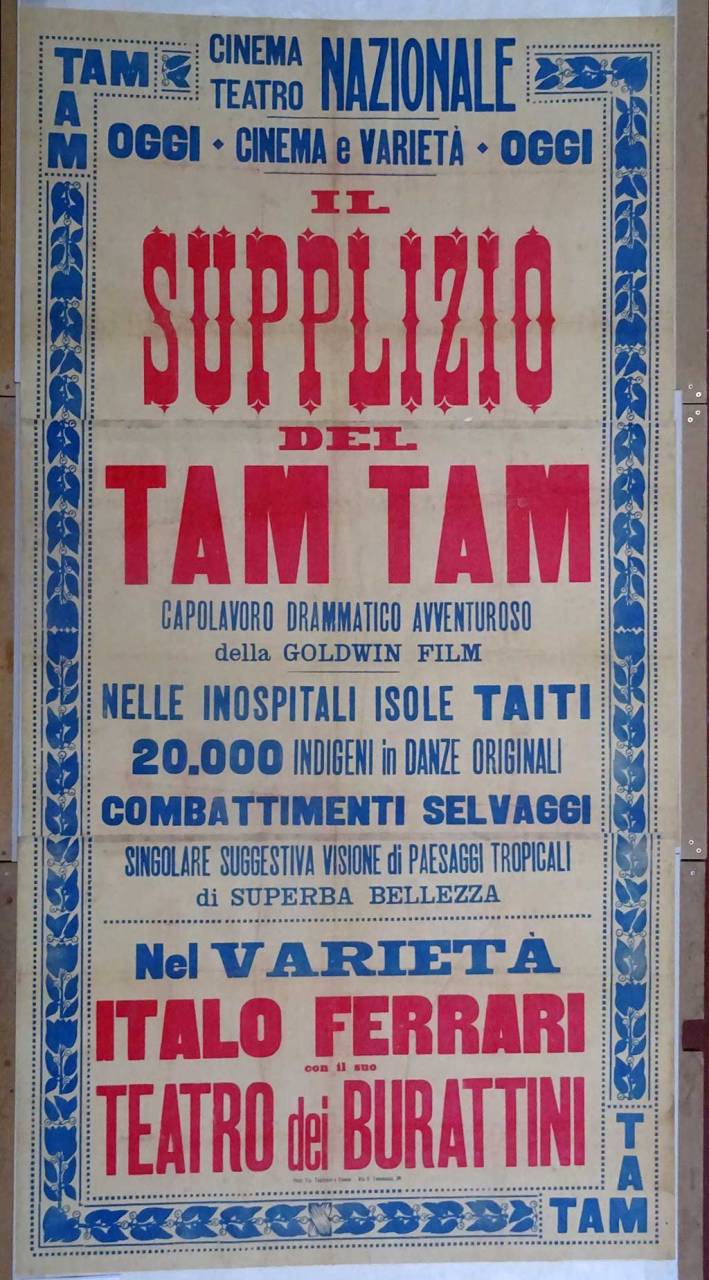 TAM
TAM
CINEMA
TEATRO
NAZIONALE
OGGI • CINEMA e VARIETÀ • OGGI
IL
SUPPLIZIO
DEL
TAM TAM
CAPOLAVORO DRAMMATICO AVVENTUROSO
della GOLDWIN FILM
NELLE INOSPITALI ISOLE TAITI
20.000 INDIGENI in DANZE ORIGINALI
COMBATTIMENTI SELVAGGI
SINGOLARE SUGGESTIVA VISIONE di PAESAGGI TROPICALI
di SUPERBA BELLEZZA
Nel VARIETÀ
ITALO FERRARI
con il suo
TEATRO dei BURATTINI
TAM
TAM